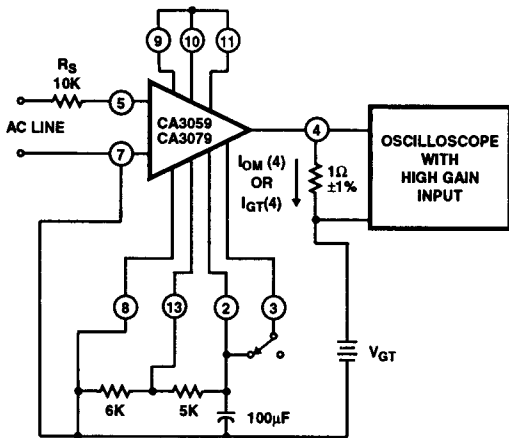 9 10 11
RS
10K
5
AC LINE
7
CA3059
CA3079
4
IOM (4)
OR
IGT(4)
1Ω
±1%
OSCILLOSCOPE
WITH
HIGH GAIN
INPUT
8 13 2 3
6K 5K
100µF
VGT